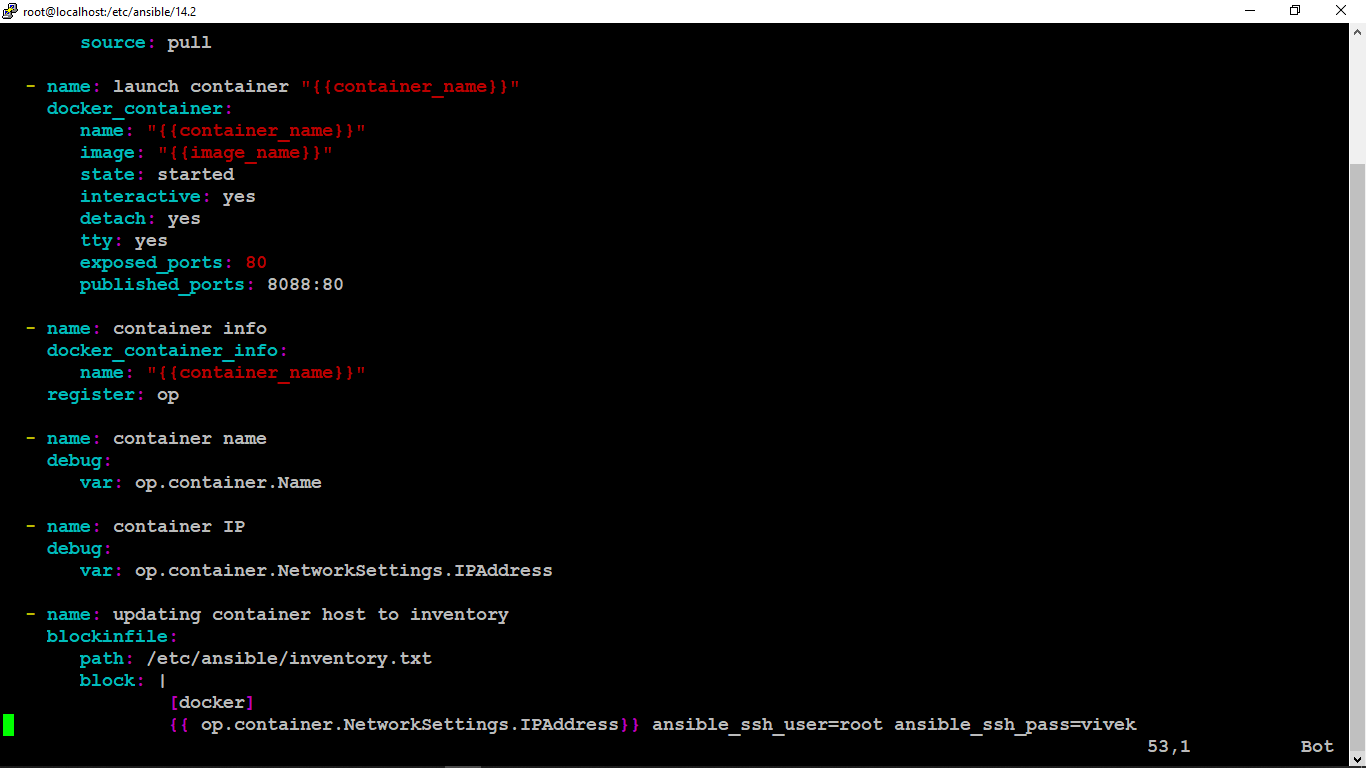 root@localhost:/etc/ansible/14.2
source: pull
- name: launch container "{{container_name}}"
docker_container:
name: "{{container_name}}"
image: "{{image_name}}"
state: started
interactive: yes
detach: yes
tty: yes
exposed_ports: 80
published_ports: 8088:80
- name: container info
docker_container_info:
name: "{{container_name}}"
register: op
- name: container name
debug:
var: op.container.Name
- name: container IP
debug:
var: op.container.NetworkSettings.IPAddress
- name: updating container host to inventory
blockinfile:
path: /etc/ansible/inventory.txt
block: |
[docker]
{{ op.container.NetworkSettings.IPAddress}} ansible_ssh_user=root ansible_ssh_pass=vivek
53,1 Bot